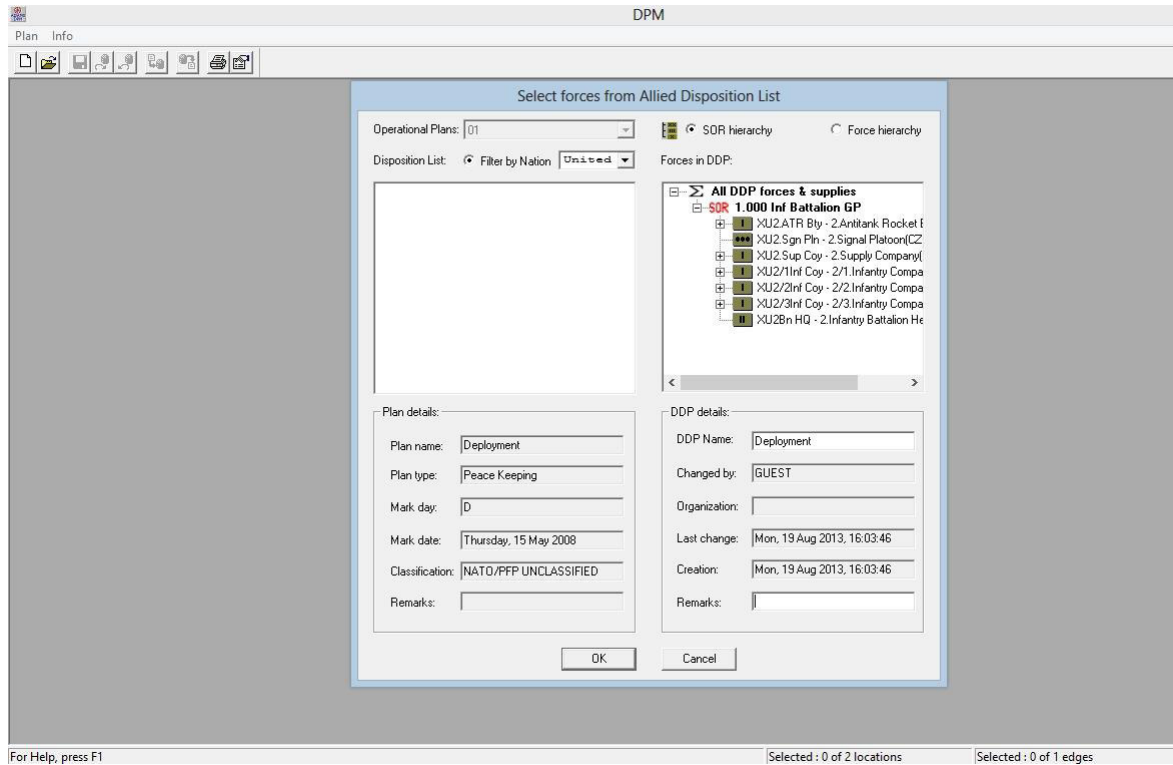 DPM
Plan Info
Select forces from Allied Disposition List
Operational Plans: 01
SOR hierarchy Force hierarchy
Disposition List: Filter by Nation United
Forces in DDP:
All DDP forces & supplies
SOR 1.000 Inf Battalion GP
XU2.ATR Bty - 2.Antitank Rocket
XU2.Sgn Pln - 2.Signal Platoon(CZ
XU2.Sup Coy - 2.Supply Company(
XU2/1Inf Coy - 2/1.Infantry Compa
XU2/2Inf Coy - 2/2.Infantry Compa
XU2/3Inf Coy - 2/3.Infantry Compa
XU2Bn HQ - 2.Infantry Battalion He
Plan details:
Plan name: Deployment
Plan type: Peace Keeping
Mark day: D
Mark date: Thursday, 15 May 2008
Classification: NATO/PFP UNCLASSIFIED
Remarks:
DDP details:
DDP Name: Deployment
Changed by: GUEST
Organization:
Last change: Mon, 19 Aug 2013, 16:03:46
Creation: Mon, 19 Aug 2013, 16:03:46
Remarks:
OK Cancel
For Help, press F1
Selected : 0 of 2 locations
Selected : 0 of 1 edges